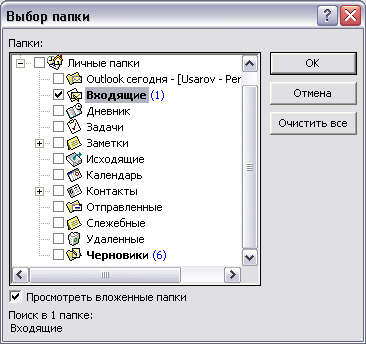 Выбор папки
Папки:
Личные папки
Outlook сегодня - [Usarov - Per
Входящие (1)
Дневник
Задачи
Заметки
Исходящие
Календарь
Контакты
Отправленные
Слежебные
Удаленные
Черновики (6)
OK
Отмена
Очистить все
Просмотреть вложенные папки
Поиск в 1 папке:
Входящие